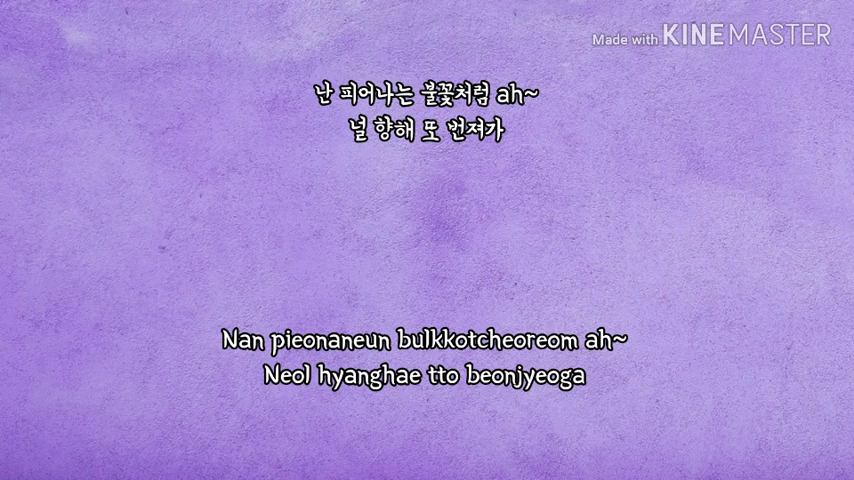 Made with KINEMASTER
난 피어나는 불꽃처럼 ah~
널 향해 또 번져가
Nan pieonaneun bulkkotcheoreom ah~
Neol hyanghae tto beonjyeoga